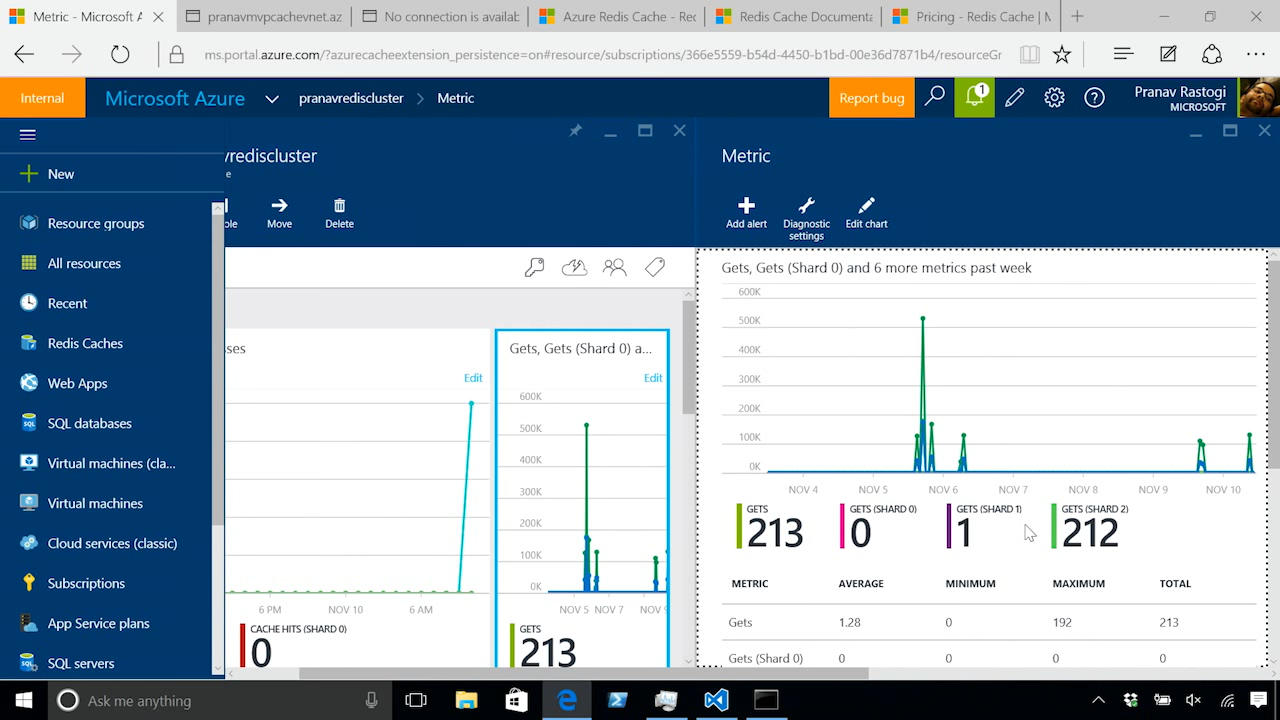 Metric - Microsoft A
pranavmvpcachevnet.az
No connection is availab
Azure Redis Cache - Red
Redis Cache Documenta
Pricing - Redis Cache | M
ms.portal.azure.com/?azurecacheextension_persistence=on#resource/subscriptions/366e5559-b54d-4450-b1bd-00e36d7871b4/resourceGr
Internal
Microsoft Azure
pranavrediscluster
Metric
Report bug
1
Pranav Rastogi
MICROSOFT
New
Resource groups
All resources
Recent
Redis Caches
Web Apps
SQL databases
Virtual machines (cla...
Virtual machines
Cloud services (classic)
Subscriptions
App Service plans
SQL servers
vrediscluster
e
ble
Move
Delete
sses
Edit
6 PM
NOV 10
6 AM
CACHE HITS (SHARD 0)
0
Gets, Gets (Shard 0) a...
Edit
600K
500K
400K
300K
200K
100K
0K
NOV 5
NOV 7
NOV 9
GETS
213
Metric
Add alert
Diagnostic
settings
Edit chart
Gets, Gets (Shard 0) and 6 more metrics past week
600K
500K
400K
300K
200K
100K
0K
NOV 4
NOV 5
NOV 6
NOV 7
NOV 8
NOV 9
NOV 10
GETS
213
GETS (SHARD 0)
0
GETS (SHARD 1)
1
GETS (SHARD 2)
212
METRIC AVERAGE MINIMUM MAXIMUM TOTAL
Gets 1.28 0 192 213
Gets (Shard 0) 0 0 0 0
Ask me anything